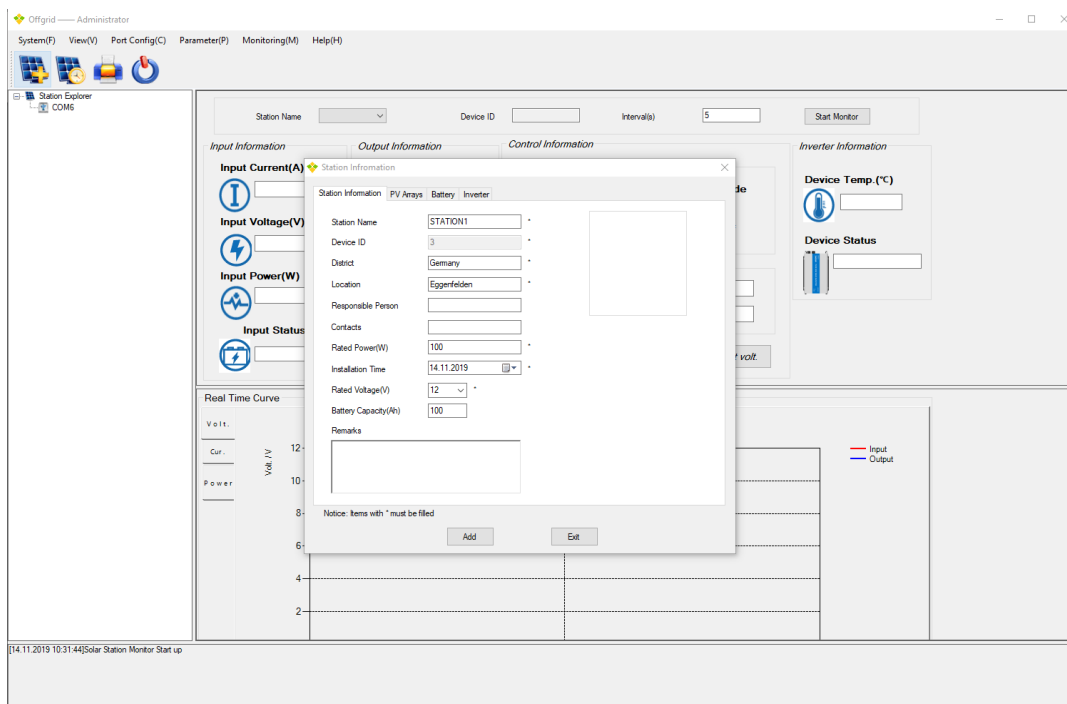 Offgrid —— Administrator
System(F) View(V) Port Config(C) Parameter(P) Monitoring(M) Help(H)
Station Explorer
COM6
Station Name Device ID Interval(s) 5 Start Monitor
Input Information Output Information Control Information Inverter Information
Input Current(A)
Input Voltage(V)
Input Power(W)
Input Status
de
t volt.
Device Temp.(℃)
Device Status
Station Infromation
Station Information PV Arrays Battery Inverter
Station Name STATION1 *
Device ID 3 *
District Germany *
Location Eggenfelden *
Responsible Person
Contacts
Rated Power(W) 100 *
Installation Time 14.11.2019 *
Rated Voltage(V) 12 *
Battery Capacity(Ah) 100
Remarks
Notice: Items with * must be filled
Add Exit
Real Time Curve
Volt.
Cur.
Power
Volt. /V
12
10
8
6
4
2
Input
Output
[14.11.2019 10:31:44]Solar Station Monitor Start up